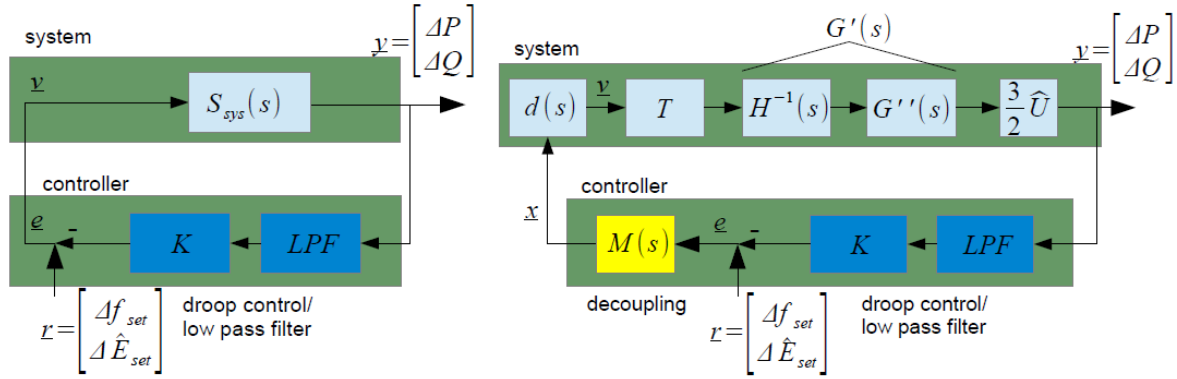 system
y=[ΔP
ΔQ]
v
S_sys(s)
controller
e
-
K
LPF
r=[Δf_set
ΔÊ_set]
droop control/
low pass filter
G'(s)
system
y=[ΔP
ΔQ]
d(s)
v
T
H⁻¹(s)
G''(s)
3/2 Û
controller
x
M(s)
e
-
K
LPF
decoupling
r=[Δf_set
ΔÊ_set]
droop control/
low pass filter